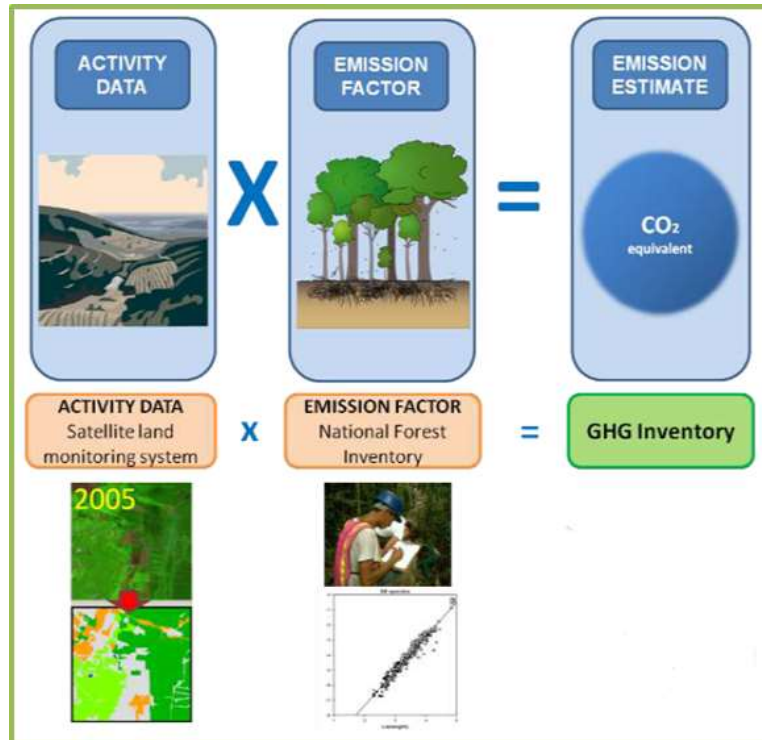 ACTIVITY
DATA
X
EMISSION
FACTOR
=
EMISSION
ESTIMATE
CO₂
equivalent
ACTIVITY DATA
Satellite land
monitoring system
x
EMISSION FACTOR
National Forest
Inventory
=
GHG Inventory
2005